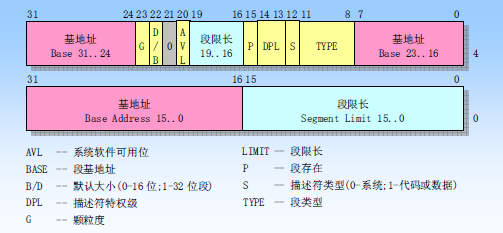 31 24 23 22 21 20 19 16 15 14 13 12 11 8 7 0
基地址 G D/B 0 AVL 段限长 P DPL S TYPE 基地址
Base 31..24 19..16 Base 23..16
4
31 16 15 0
基地址 段限长
Base Address 15..0 Segment Limit 15..0
0
AVL -- 系统软件可用位
BASE -- 段基地址
B/D -- 默认大小(0-16位;1-32位段)
DPL -- 描述符特权级
G -- 颗粒度
LIMIT -- 段限长
P -- 段存在
S -- 描述符类型(0-系统;1-代码或数据)
TYPE -- 段类型